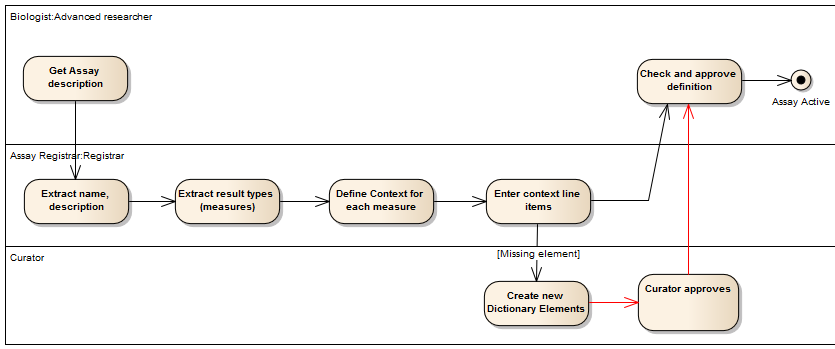 Biologist:Advanced researcher
Get Assay
description
Check and approve
definition
Assay Active
Assay Registrar:Registrar
Extract name,
description
Extract result types
(measures)
Define Context for
each measure
Enter context line
items
[Missing element]
Curator
Create new
Dictionary Elements
Curator approves